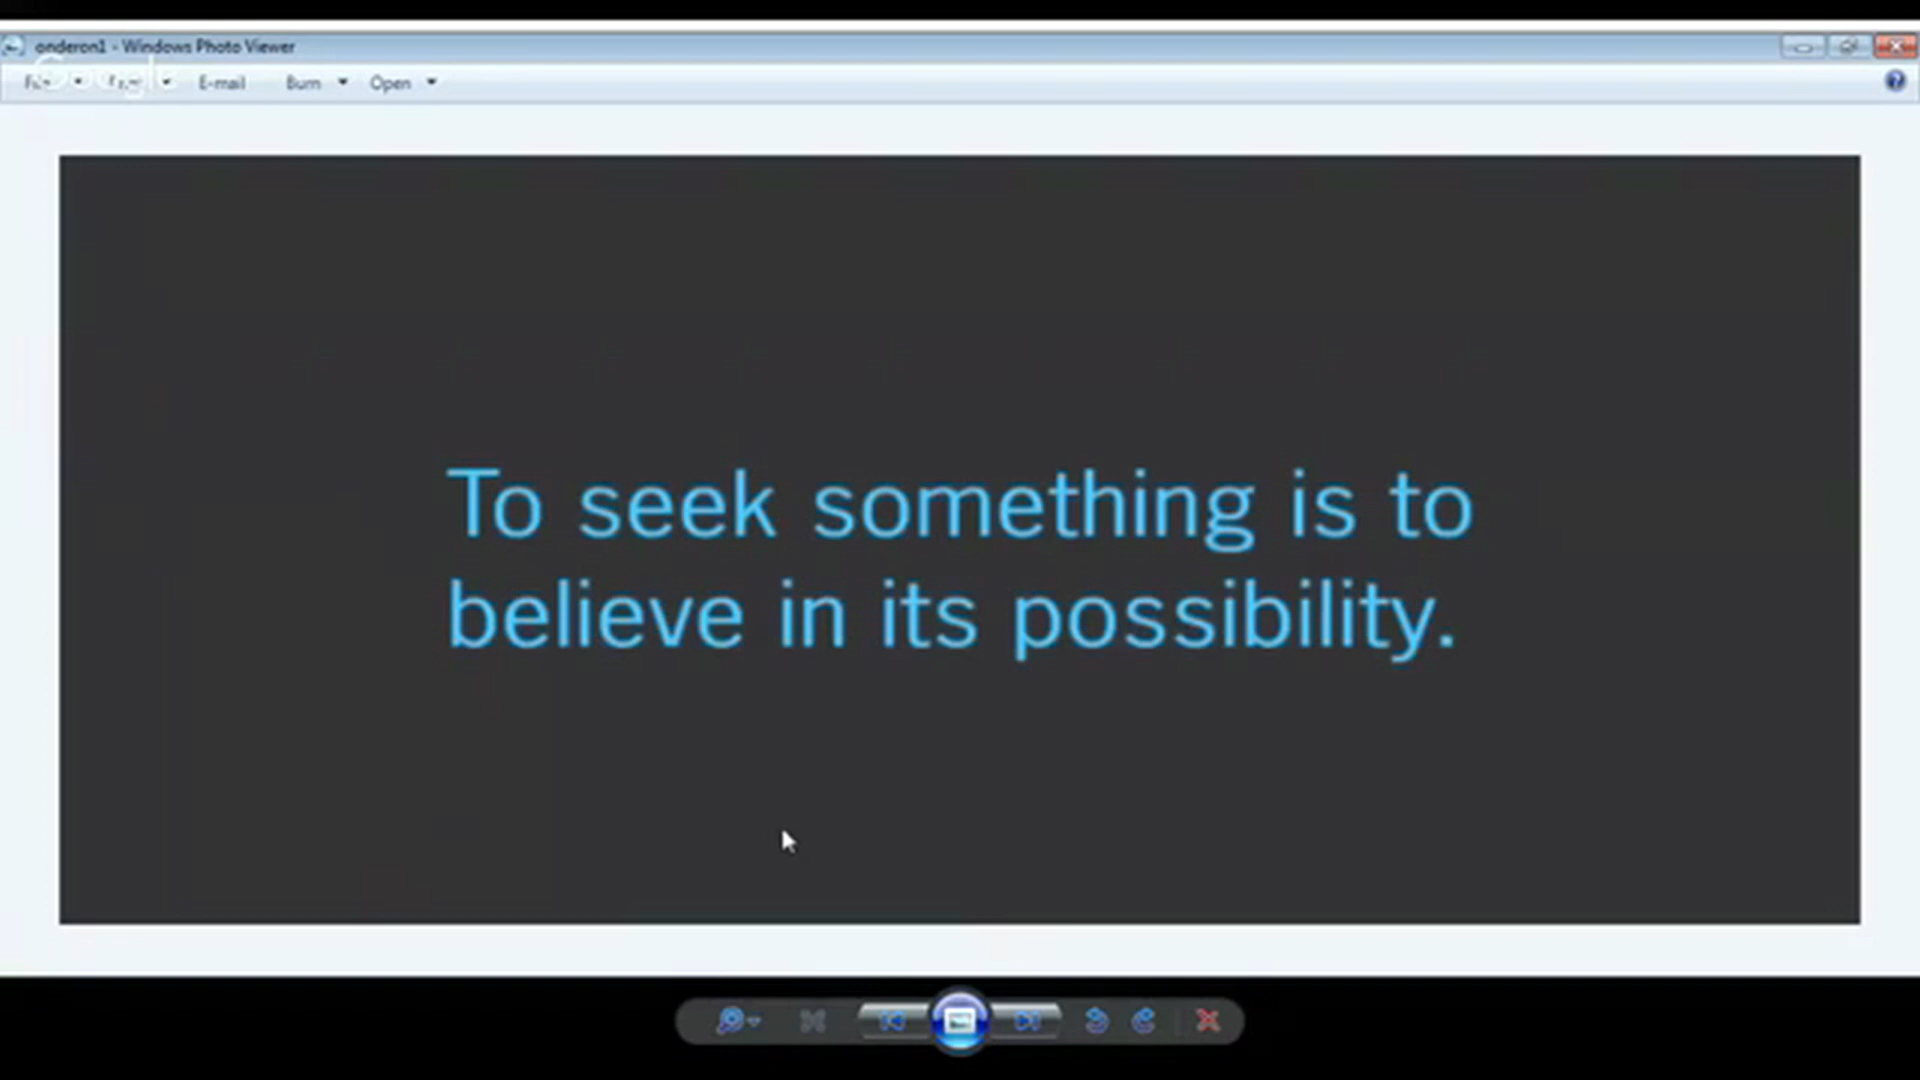 onderon1 - Windows Photo Viewer
E-mail Burn Open
To seek something is to
believe in its possibility.